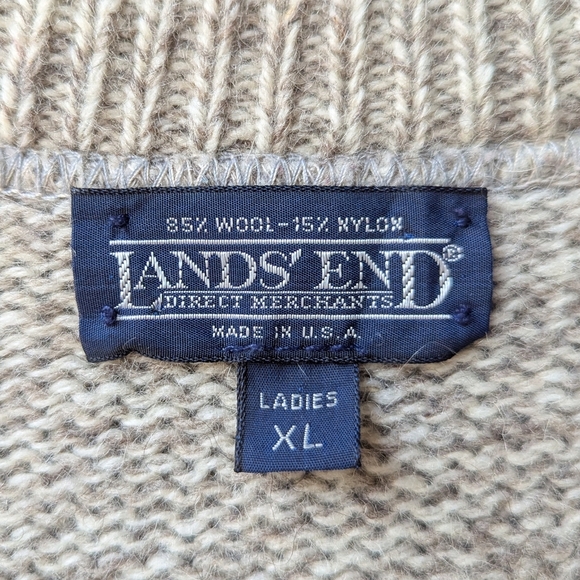 85% WOOL-15% NYLON
LANDS' END®
DIRECT MERCHANTS
MADE IN U.S.A.
LADIES
XL